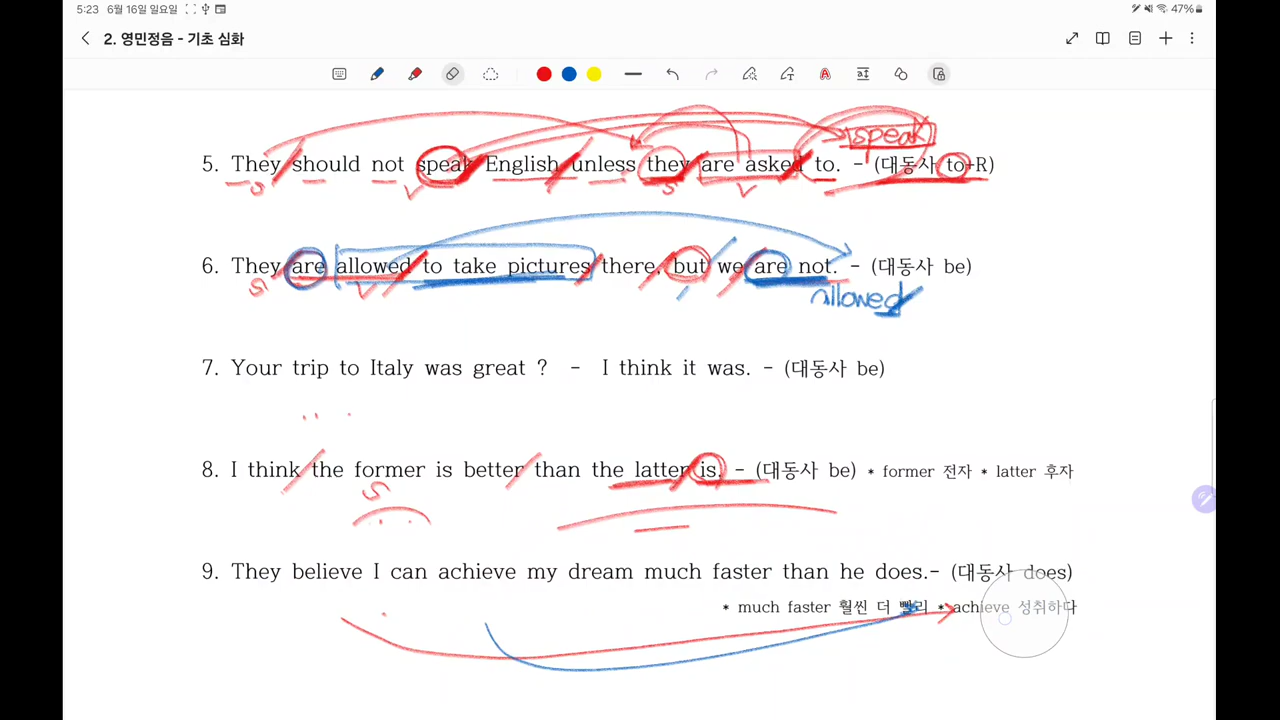 5:23 6월 16일 일요일 47%
2. 영민정음 - 기초 심화
speak
5. They should not speak English unless they are asked to. - (대동사 to+R)
S V S V
6. They are allowed to take pictures there, but we are not. - (대동사 be)
S V allowed
7. Your trip to Italy was great ? - I think it was. - (대동사 be)
8. I think the former is better than the latter is. - (대동사 be) * former 전자 * latter 후자
S
9. They believe I can achieve my dream much faster than he does.- (대동사 does)
* much faster 훨씬 더 빨리 * achieve 성취하다